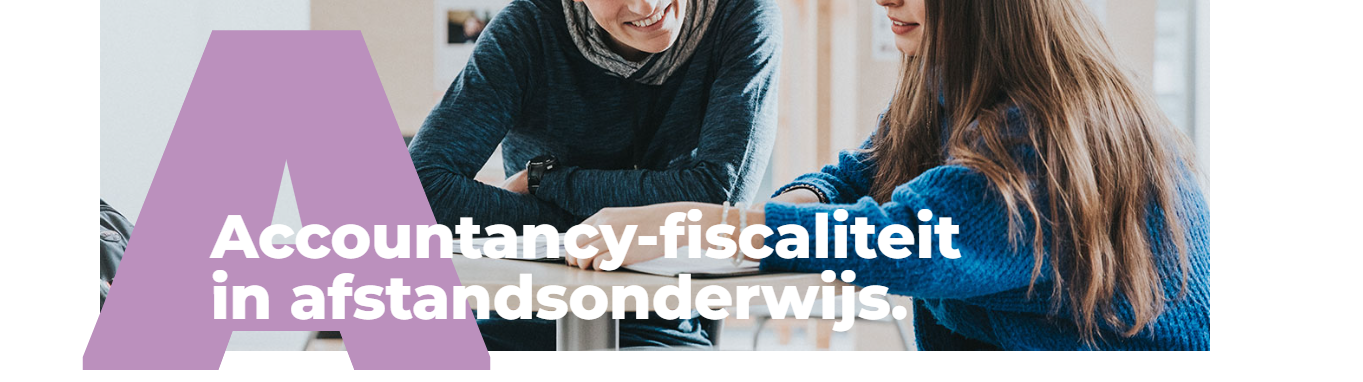 A
Accountancy-fiscaliteit
in afstandsonderwijs.